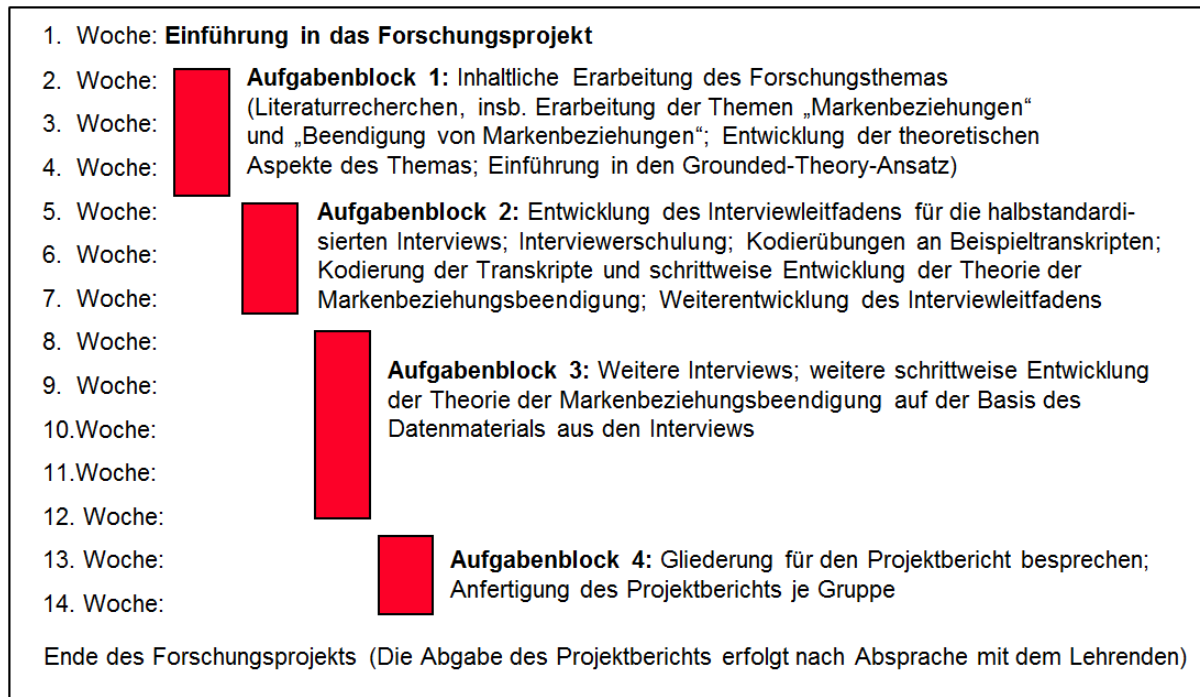 1. Woche: Einführung in das Forschungsprojekt
2. Woche: Aufgabenblock 1: Inhaltliche Erarbeitung des Forschungsthemas
(Literaturrecherchen, insb. Erarbeitung der Themen „Markenbeziehungen“
3. Woche: und „Beendigung von Markenbeziehungen“; Entwicklung der theoretischen
4. Woche: Aspekte des Themas; Einführung in den Grounded-Theory-Ansatz)
5. Woche: Aufgabenblock 2: Entwicklung des Interviewleitfadens für die halbstandardi-
6. Woche: sierten Interviews; Interviewerschulung; Kodierübungen an Beispieltranskripten;
Kodierung der Transkripte und schrittweise Entwicklung der Theorie der
7. Woche: Markenbeziehungsbeendigung; Weiterentwicklung des Interviewleitfadens
8. Woche:
9. Woche: Aufgabenblock 3: Weitere Interviews; weitere schrittweise Entwicklung
der Theorie der Markenbeziehungsbeendigung auf der Basis des
10.Woche: Datenmaterials aus den Interviews
11.Woche:
12. Woche:
13. Woche: Aufgabenblock 4: Gliederung für den Projektbericht besprechen;
14. Woche: Anfertigung des Projektberichts je Gruppe
Ende des Forschungsprojekts (Die Abgabe des Projektberichts erfolgt nach Absprache mit dem Lehrenden)